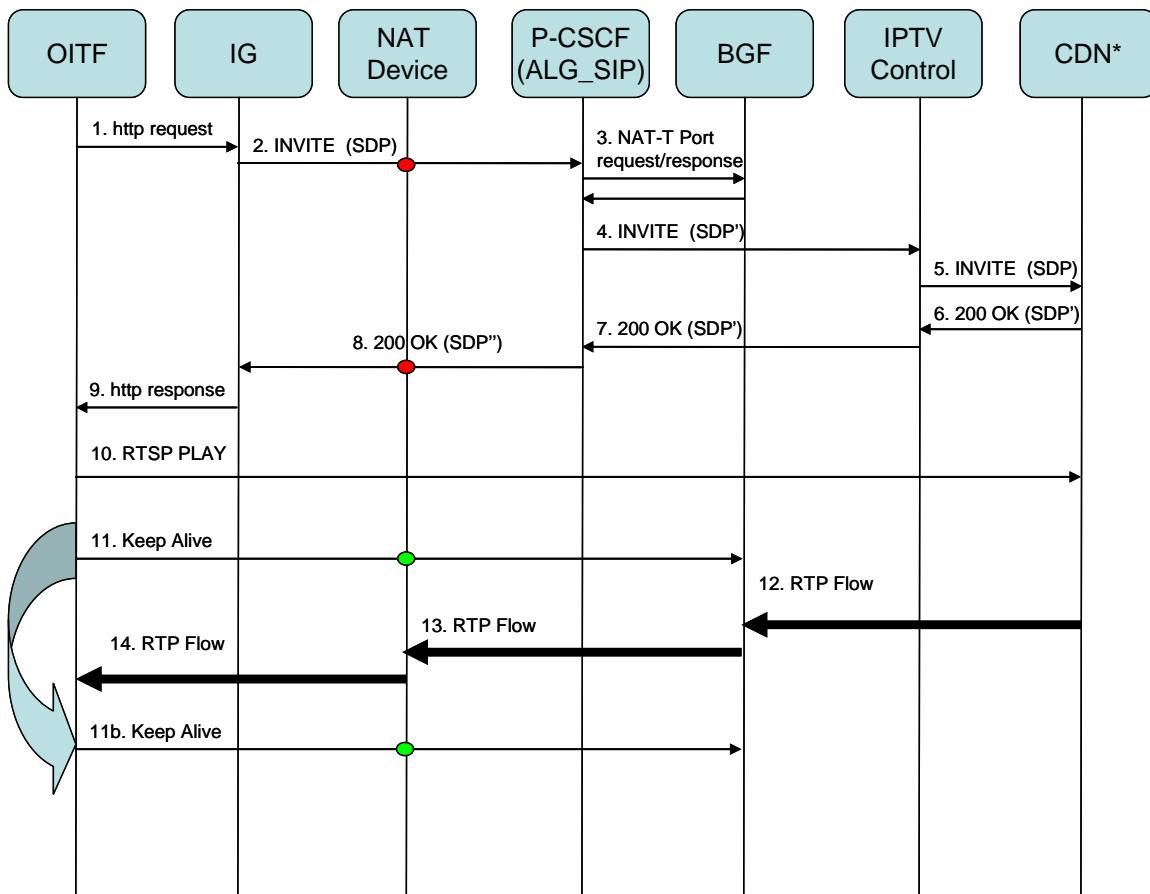 OITF
IG
NAT
Device
P-CSCF
(ALG_SIP)
BGF
IPTV
Control
CDN*
1. http request
2. INVITE (SDP)
3. NAT-T Port
request/response
4. INVITE (SDP')
5. INVITE (SDP)
6. 200 OK (SDP')
7. 200 OK (SDP')
8. 200 OK (SDP'')
9. http response
10. RTSP PLAY
11. Keep Alive
12. RTP Flow
13. RTP Flow
14. RTP Flow
11b. Keep Alive